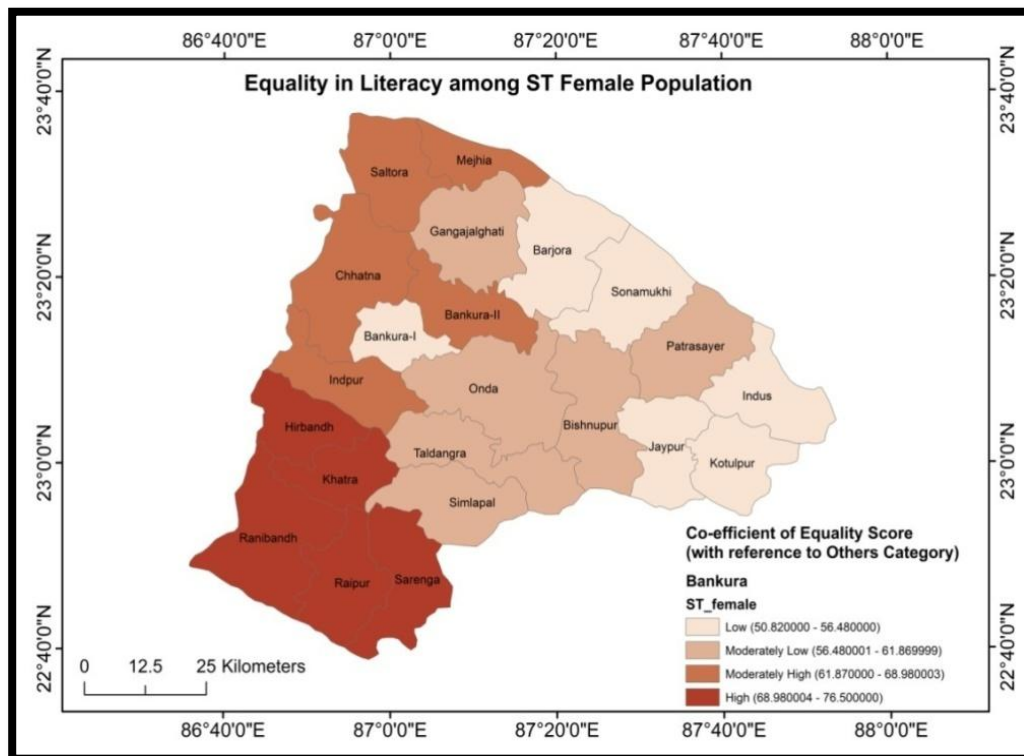 86°40'0"E 87°0'0"E 87°20'0"E 87°40'0"E 88°0'0"E
Equality in Literacy among ST Female Population
23°40'0"N 23°40'0"N
Mejhia
Saltora
Gangajalghati
Barjora
23°20'0"N 23°20'0"N
Chhatna
Sonamukhi
Bankura-II
Bankura-I
Patrasayer
Indpur
Onda
Indus
Hirbandh
Bishnupur
Jaypur
Taldangra
23°0'0"N 23°0'0"N
Kotulpur
Khatra
Simlapal
Ranibandh
Raipur
Sarenga
Co-efficient of Equality Score
(with reference to Others Category)
Bankura
ST_female
Low (50.820000 - 56.480000)
Moderately Low (56.480001 - 61.869999)
Moderately High (61.870000 - 68.980003)
High (68.980004 - 76.500000)
22°40'0"N 22°40'0"N
0 12.5 25 Kilometers
86°40'0"E 87°0'0"E 87°20'0"E 87°40'0"E 88°0'0"E